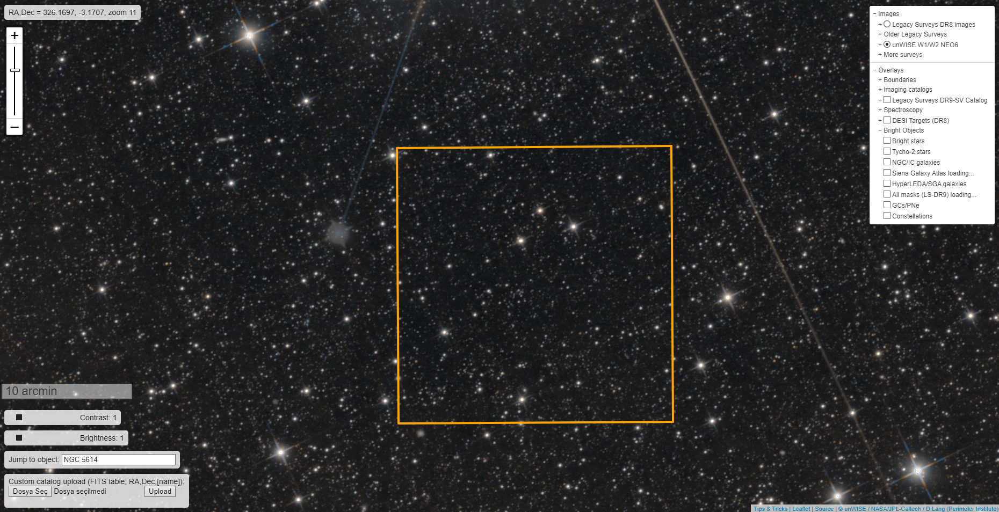 RA,Dec = 326.1697, -3.1707, zoom 11
+
−
− Images
+ Legacy Surveys DR8 images
+ Older Legacy Surveys
+ unWISE W1/W2 NEO6
+ More surveys
− Overlays
+ Boundaries
+ Imaging catalogs
+ Legacy Surveys DR9-SV Catalog
+ Spectroscopy
+ DESI Targets (DR8)
− Bright Objects
Bright stars
Tycho-2 stars
NGC/IC galaxies
Siena Galaxy Atlas loading...
HyperLEDA/SGA galaxies
All masks (LS-DR9) loading...
GCs/PNe
Constellations
10 arcmin
Contrast: 1
Brightness: 1
Jump to object: NGC 5614
Custom catalog upload (FITS table; RA,Dec,[name]):
Dosya Seç Dosya seçilmedi Upload
Tips & Tricks | Leaflet | Source | © unWISE / NASA/JPL-Caltech / D.Lang (Perimeter Institute)